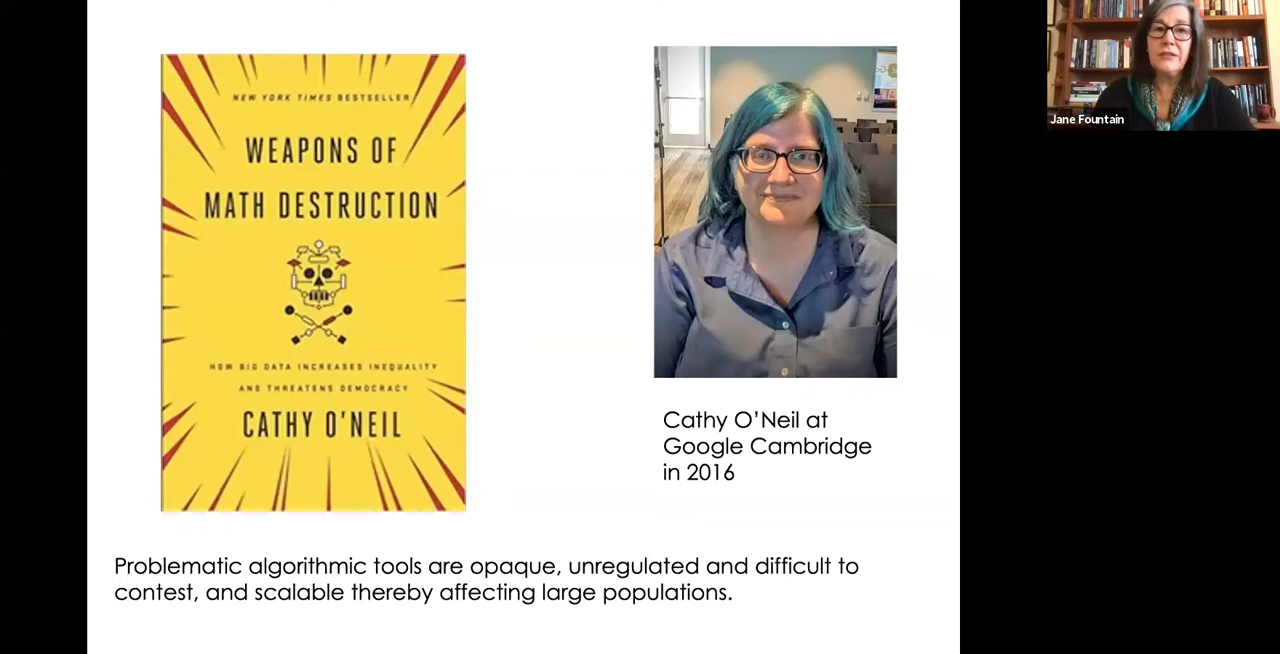 NEW YORK TIMES BESTSELLER
WEAPONS OF
MATH DESTRUCTION
HOW BIG DATA INCREASES INEQUALITY
AND THREATENS DEMOCRACY
CATHY O'NEIL
Cathy O’Neil at
Google Cambridge
in 2016
Problematic algorithmic tools are opaque, unregulated and difficult to
contest, and scalable thereby affecting large populations.
Jane Fountain